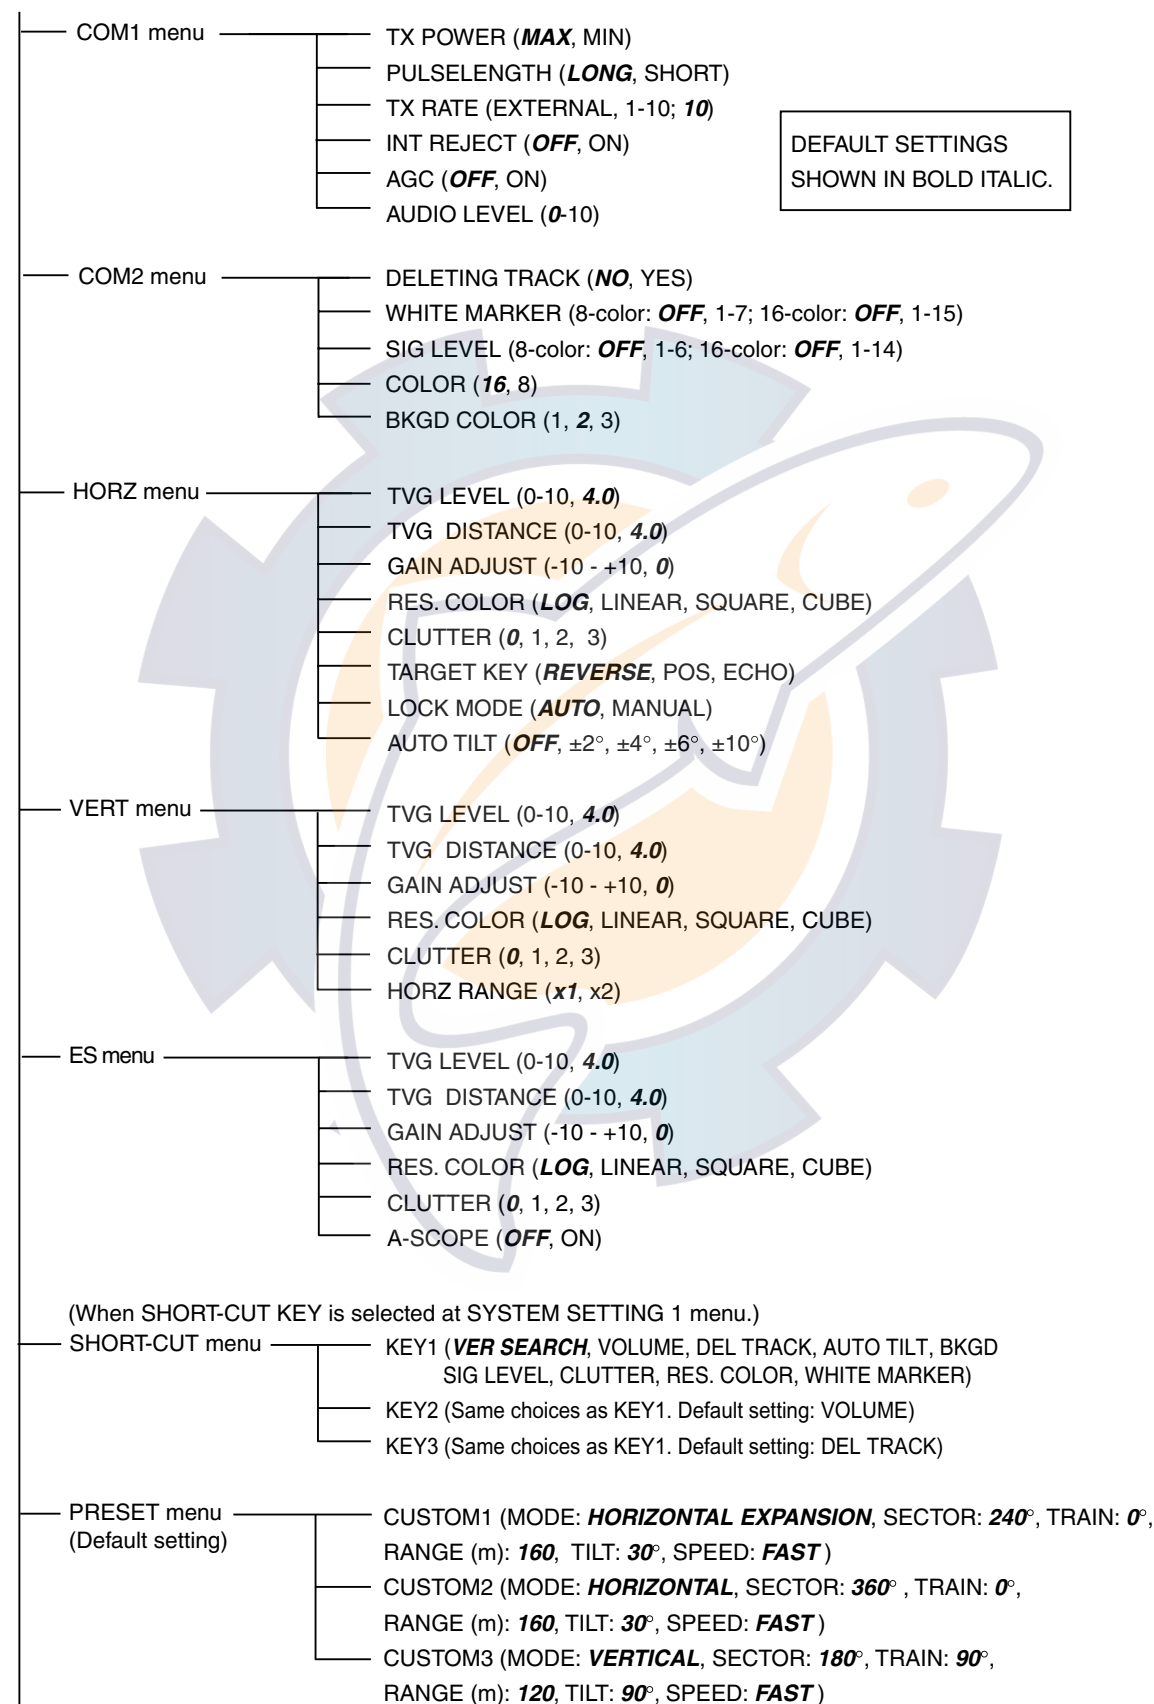 COM1 menu
TX POWER (MAX, MIN)
PULSELENGTH (LONG, SHORT)
TX RATE (EXTERNAL, 1-10; 10)
INT REJECT (OFF, ON)
AGC (OFF, ON)
AUDIO LEVEL (0-10)
DEFAULT SETTINGS
SHOWN IN BOLD ITALIC.
COM2 menu
DELETING TRACK (NO, YES)
WHITE MARKER (8-color: OFF, 1-7; 16-color: OFF, 1-15)
SIG LEVEL (8-color: OFF, 1-6; 16-color: OFF, 1-14)
COLOR (16, 8)
BKGD COLOR (1, 2, 3)
HORZ menu
TVG LEVEL (0-10, 4.0)
TVG DISTANCE (0-10, 4.0)
GAIN ADJUST (-10 - +10, 0)
RES. COLOR (LOG, LINEAR, SQUARE, CUBE)
CLUTTER (0, 1, 2, 3)
TARGET KEY (REVERSE, POS, ECHO)
LOCK MODE (AUTO, MANUAL)
AUTO TILT (OFF, ±2°, ±4°, ±6°, ±10°)
VERT menu
TVG LEVEL (0-10, 4.0)
TVG DISTANCE (0-10, 4.0)
GAIN ADJUST (-10 - +10, 0)
RES. COLOR (LOG, LINEAR, SQUARE, CUBE)
CLUTTER (0, 1, 2, 3)
HORZ RANGE (x1, x2)
ES menu
TVG LEVEL (0-10, 4.0)
TVG DISTANCE (0-10, 4.0)
GAIN ADJUST (-10 - +10, 0)
RES. COLOR (LOG, LINEAR, SQUARE, CUBE)
CLUTTER (0, 1, 2, 3)
A-SCOPE (OFF, ON)
(When SHORT-CUT KEY is selected at SYSTEM SETTING 1 menu.)
SHORT-CUT menu
KEY1 (VER SEARCH, VOLUME, DEL TRACK, AUTO TILT, BKGD
SIG LEVEL, CLUTTER, RES. COLOR, WHITE MARKER)
KEY2 (Same choices as KEY1. Default setting: VOLUME)
KEY3 (Same choices as KEY1. Default setting: DEL TRACK)
PRESET menu
(Default setting)
CUSTOM1 (MODE: HORIZONTAL EXPANSION, SECTOR: 240°, TRAIN: 0°,
RANGE (m): 160, TILT: 30°, SPEED: FAST )
CUSTOM2 (MODE: HORIZONTAL, SECTOR: 360° , TRAIN: 0°,
RANGE (m): 160, TILT: 30°, SPEED: FAST )
CUSTOM3 (MODE: VERTICAL, SECTOR: 180°, TRAIN: 90°,
RANGE (m): 120, TILT: 90°, SPEED: FAST )